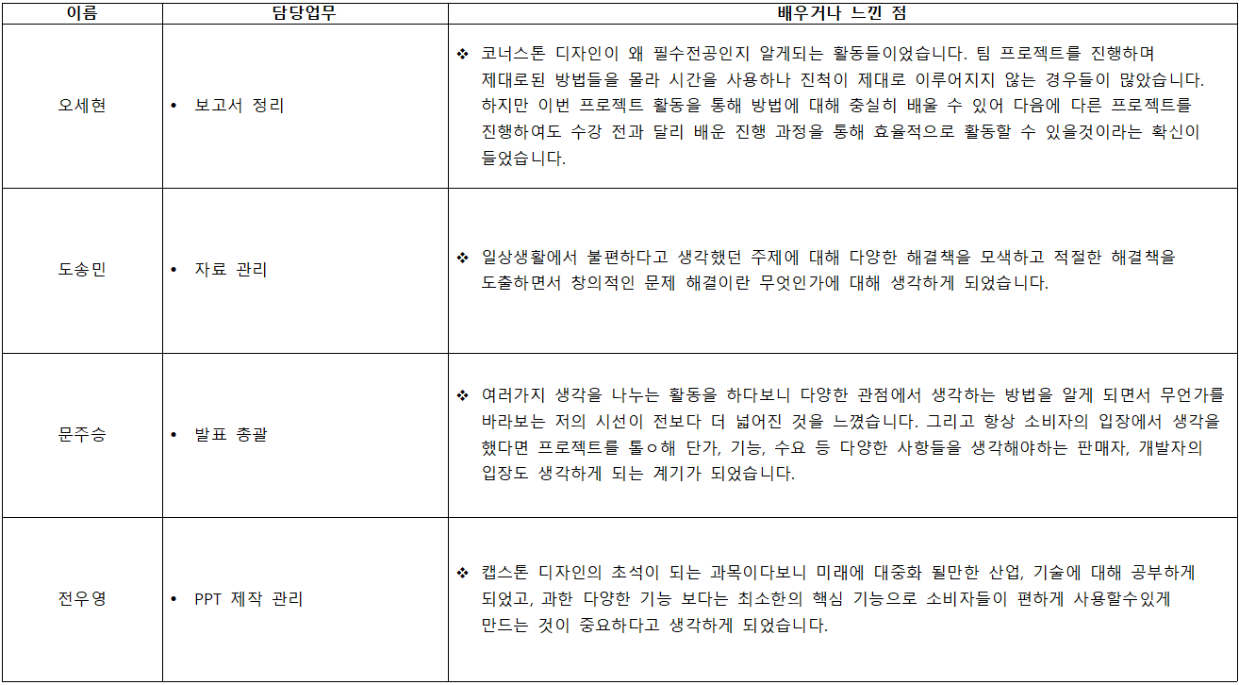 이름 담당업무 배우거나 느낀 점
오세현
• 보고서 정리
❖ 코너스톤 디자인이 왜 필수전공인지 알게되는 활동들이었습니다. 팀 프로젝트를 진행하며
제대로된 방법들을 몰라 시간을 사용하나 진척이 제대로 이루어지지 않는 경우들이 많았습니다.
하지만 이번 프로젝트 활동을 통해 방법에 대해 충실히 배울 수 있어 다음에 다른 프로젝트를
진행하여도 수강 전과 달리 배운 진행 과정을 통해 효율적으로 활동할 수 있을것이라는 확신이
들었습니다.
도송민
• 자료 관리
❖ 일상생활에서 불편하다고 생각했던 주제에 대해 다양한 해결책을 모색하고 적절한 해결책을
도출하면서 창의적인 문제 해결이란 무엇인가에 대해 생각하게 되었습니다.
문주승
• 발표 총괄
❖ 여러가지 생각을 나누는 활동을 하다보니 다양한 관점에서 생각하는 방법을 알게 되면서 무언가를
바라보는 저의 시선이 전보다 더 넓어진 것을 느꼈습니다. 그리고 항상 소비자의 입장에서 생각을
했다면 프로젝트를 톨ㅇ해 단가, 기능, 수요 등 다양한 사항들을 생각해야하는 판매자, 개발자의
입장도 생각하게 되는 계기가 되었습니다.
전우영
• PPT 제작 관리
❖ 캡스톤 디자인의 초석이 되는 과목이다보니 미래에 대중화 될만한 산업, 기술에 대해 공부하게
되었고, 과한 다양한 기능 보다는 최소한의 핵심 기능으로 소비자들이 편하게 사용할수있게
만드는 것이 중요하다고 생각하게 되었습니다.